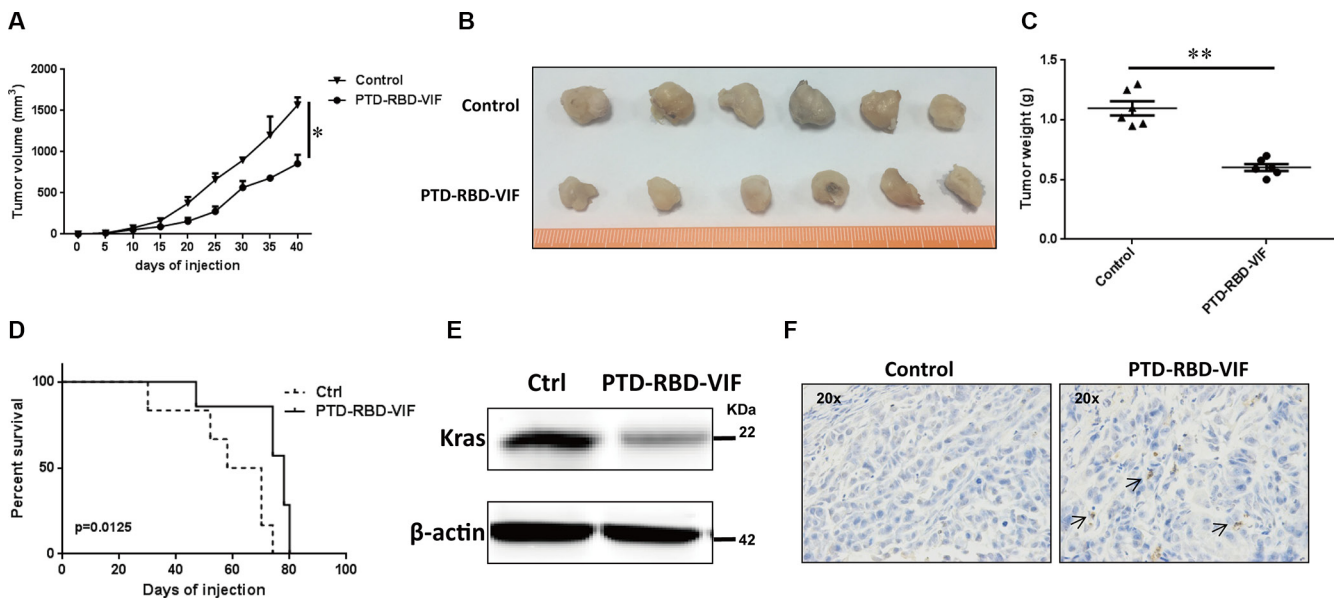 A
Tumor volume (mm3)
2000
1500
1000
500
0
0 5 10 15 20 25 30 35 40
days of injection
Control
PTD-RBD-VIF
*
B
Control
PTD-RBD-VIF
C
Tumor weight (g)
1.5
1.0
0.5
0.0
**
Control
PTD-RBD-VIF
D
Percent survival
100
50
0
0 20 40 60 80 100
Days of injection
p=0.0125
Ctrl
PTD-RBD-VIF
E
Ctrl PTD-RBD-VIF
KDa
Kras
22
β-actin
42
F
Control PTD-RBD-VIF
20x 20x